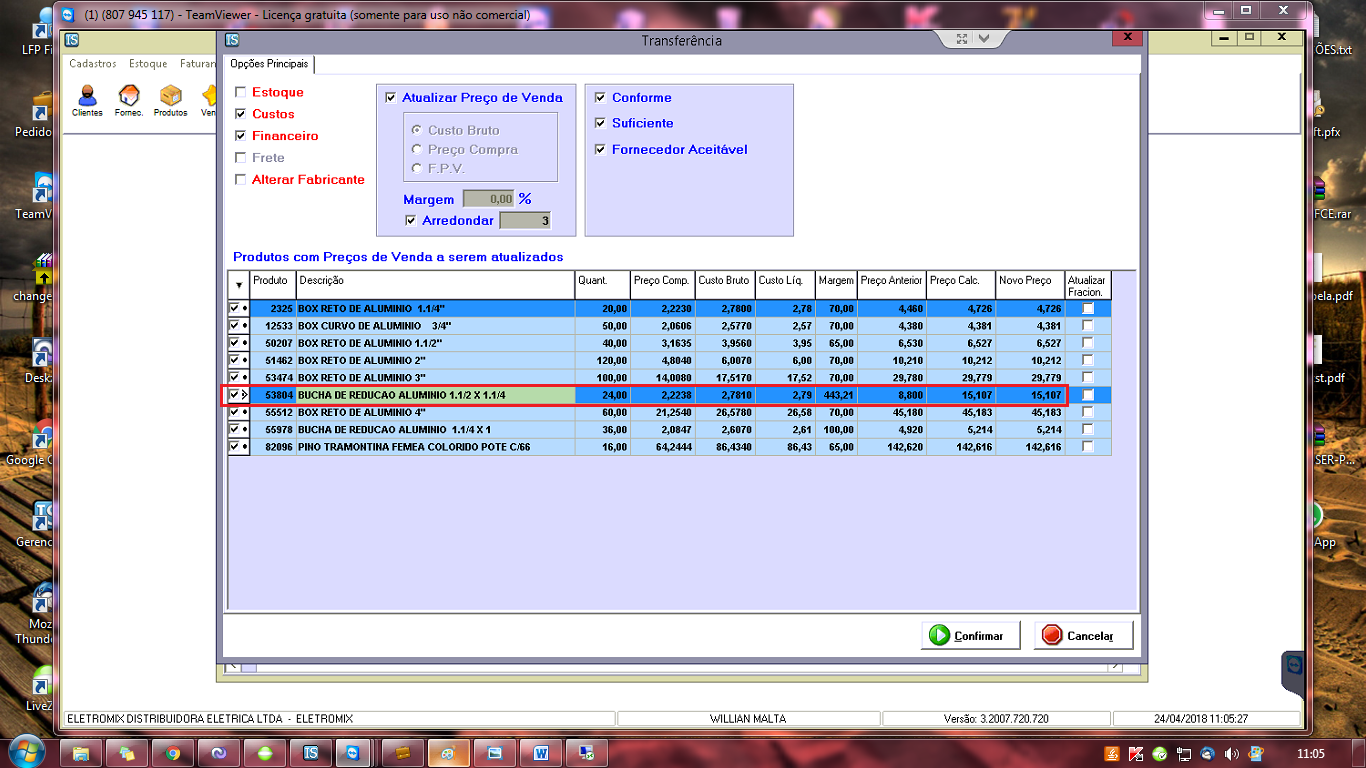 (1) (807 945 117) - TeamViewer - Licença gratuita (somente para uso não comercial)
LFP Fi
Transferência
ÕES.txt
Cadastros Estoque Faturan
Opções Principais
Clientes Fornec. Produtos Ven
Estoque
Custos
Financeiro
Frete
Alterar Fabricante
Atualizar Preço de Venda
Custo Bruto
Preço Compra
F.P.V.
Margem 0,00 %
Arredondar 3
Conforme
Suficiente
Fornecedor Aceitável
Pedido
ft.pfx
TeamV
FCE.rar
change
pela.pdf
Desk
st.pdf
Google C
SER-P...
Gerenc
App
Moz
Thunde
LiveZ
Produtos com Preços de Venda a serem atualizados
Produto Descrição Quant. Preço Comp. Custo Bruto Custo Líq. Margem Preço Anterior Preço Calc. Novo Preço Atualizar Fracion.
2325 BOX RETO DE ALUMINIO 1.1/4" 20,00 2,2230 2,7800 2,78 70,00 4,460 4,726 4,726
12533 BOX CURVO DE ALUMINIO 3/4" 50,00 2,0606 2,5770 2,57 70,00 4,380 4,381 4,381
50207 BOX RETO DE ALUMINIO 1.1/2" 40,00 3,1635 3,9560 3,95 65,00 6,530 6,527 6,527
51462 BOX RETO DE ALUMINIO 2" 120,00 4,8040 6,0070 6,00 70,00 10,210 10,212 10,212
53474 BOX RETO DE ALUMINIO 3" 100,00 14,0080 17,5170 17,52 70,00 29,780 29,779 29,779
53804 BUCHA DE REDUCAO ALUMINIO 1.1/2 X 1.1/4 24,00 2,2238 2,7810 2,79 443,21 8,800 15,107 15,107
55512 BOX RETO DE ALUMINIO 4" 60,00 21,2540 26,5780 26,58 70,00 45,180 45,183 45,183
55978 BUCHA DE REDUCAO ALUMINIO 1.1/4 X 1 36,00 2,0847 2,6070 2,61 100,00 4,920 5,214 5,214
82096 PINO TRAMONTINA FEMEA COLORIDO POTE C/66 16,00 64,2444 86,4340 86,43 65,00 142,620 142,616 142,616
Confirmar Cancelar
ELETROMIX DISTRIBUIDORA ELETRICA LTDA - ELETROMIX WILLIAN MALTA Versão: 3.2007.720.720 24/04/2018 11:05:27
11:05